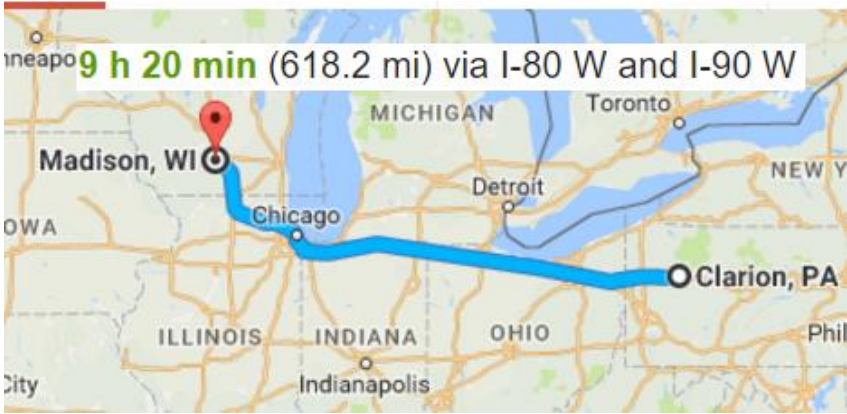 nneapo
9 h 20 min (618.2 mi) via I-80 W and I-90 W
MICHIGAN
Toronto
Madison, WI
Detroit
NEW Y
Chicago
OWA
Clarion, PA
ILLINOIS
INDIANA
OHIO
Phil
City
Indianapolis